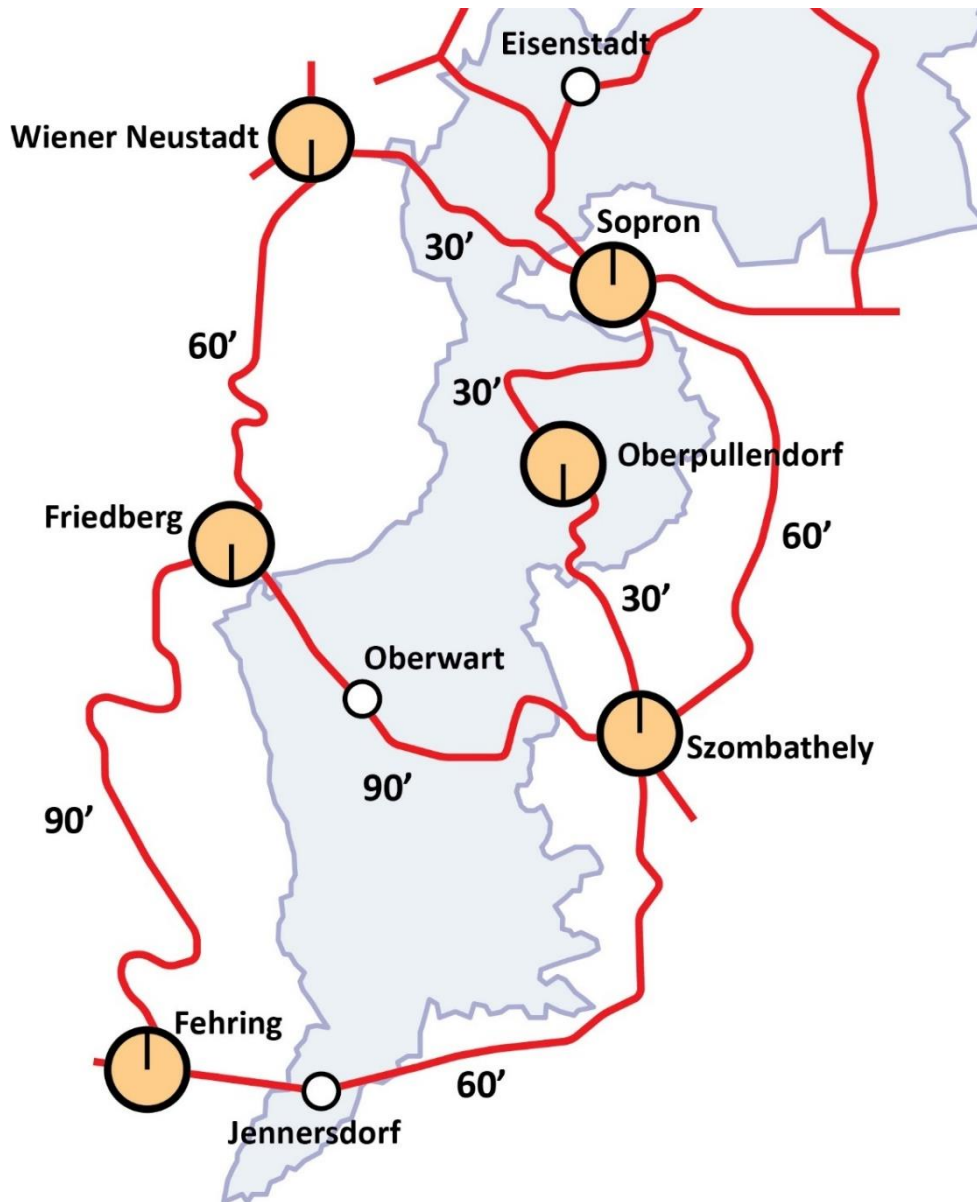 Eisenstadt
Wiener Neustadt
Sopron
30’
60’
30’
Oberpullendorf
Friedberg
60’
30’
Oberwart
Szombathely
90’
90’
Fehring
60’
Jennersdorf